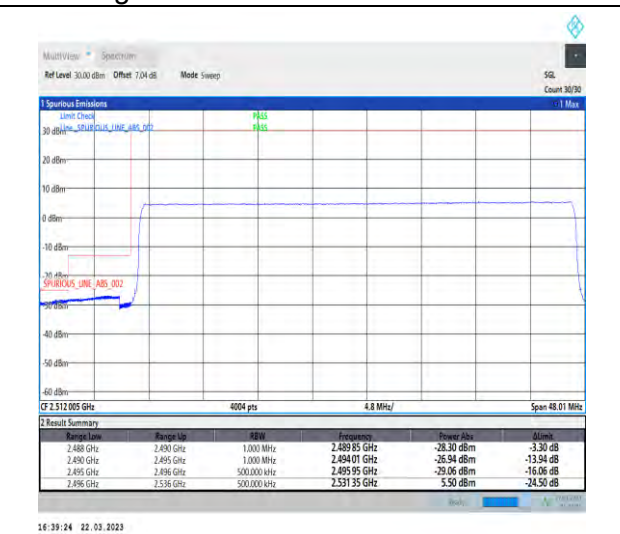 MultiView Spectrum
Ref Level 30.00 dBm Offset 7.04 dB Mode Sweep
SGL
Count 30/30
1 Spurious Emissions 1 Max
Limit Check PASS
Line_SPURIOUS_LINE_ABS_002 PASS
30 dBm
20 dBm
10 dBm
0 dBm
-10 dBm
-20 dBm
SPURIOUS_LINE_ABS_002
-30 dBm
-40 dBm
-50 dBm
-60 dBm
CF 2.512 005 GHz 4004 pts 4.8 MHz/ Span 48.01 MHz
2 Result Summary
Range Low Range Up RBW Frequency Power Abs ΔLimit
2.488 GHz 2.490 GHz 1.000 MHz 2.489 85 GHz -28.30 dBm -3.30 dB
2.490 GHz 2.495 GHz 1.000 MHz 2.494 01 GHz -26.94 dBm -13.94 dB
2.495 GHz 2.496 GHz 500.000 kHz 2.495 95 GHz -29.06 dBm -16.06 dB
2.496 GHz 2.536 GHz 500.000 kHz 2.531 35 GHz 5.50 dBm -24.50 dB
Ready
16:39:24 22.03.2023